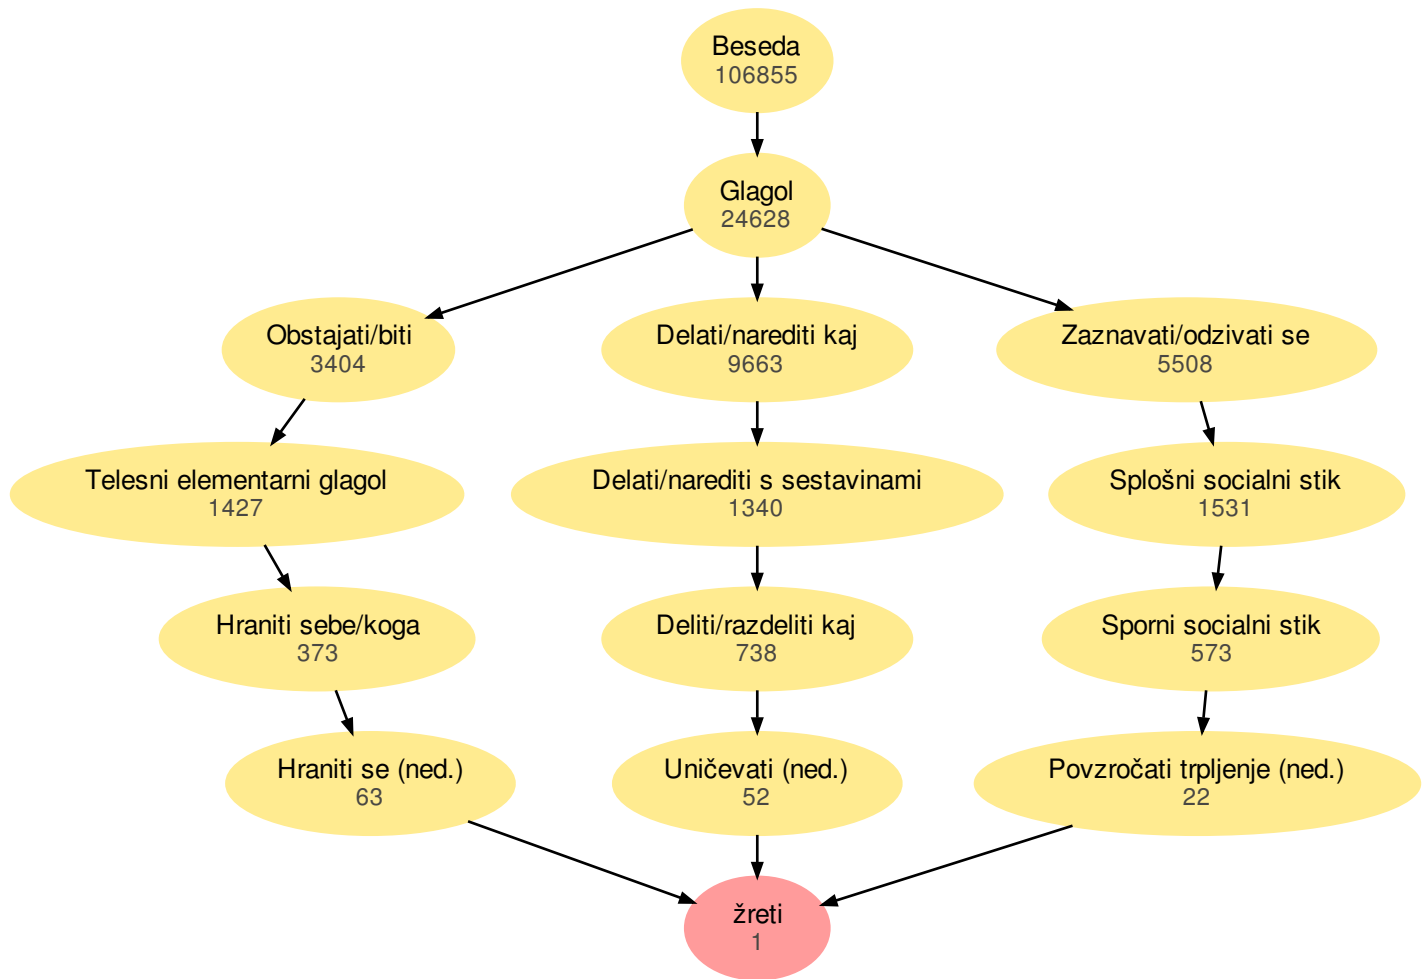 Beseda
106855
Glagol
24628
Obstajati/biti
3404
Delati/narediti kaj
9663
Zaznavati/odzivati se
5508
Telesni elementarni glagol
1427
Delati/narediti s sestavinami
1340
Splošni socialni stik
1531
Hraniti sebe/koga
373
Deliti/razdeliti kaj
738
Sporni socialni stik
573
Hraniti se (ned.)
63
Uničevati (ned.)
52
Povzročati trpljenje (ned.)
22
žreti
1